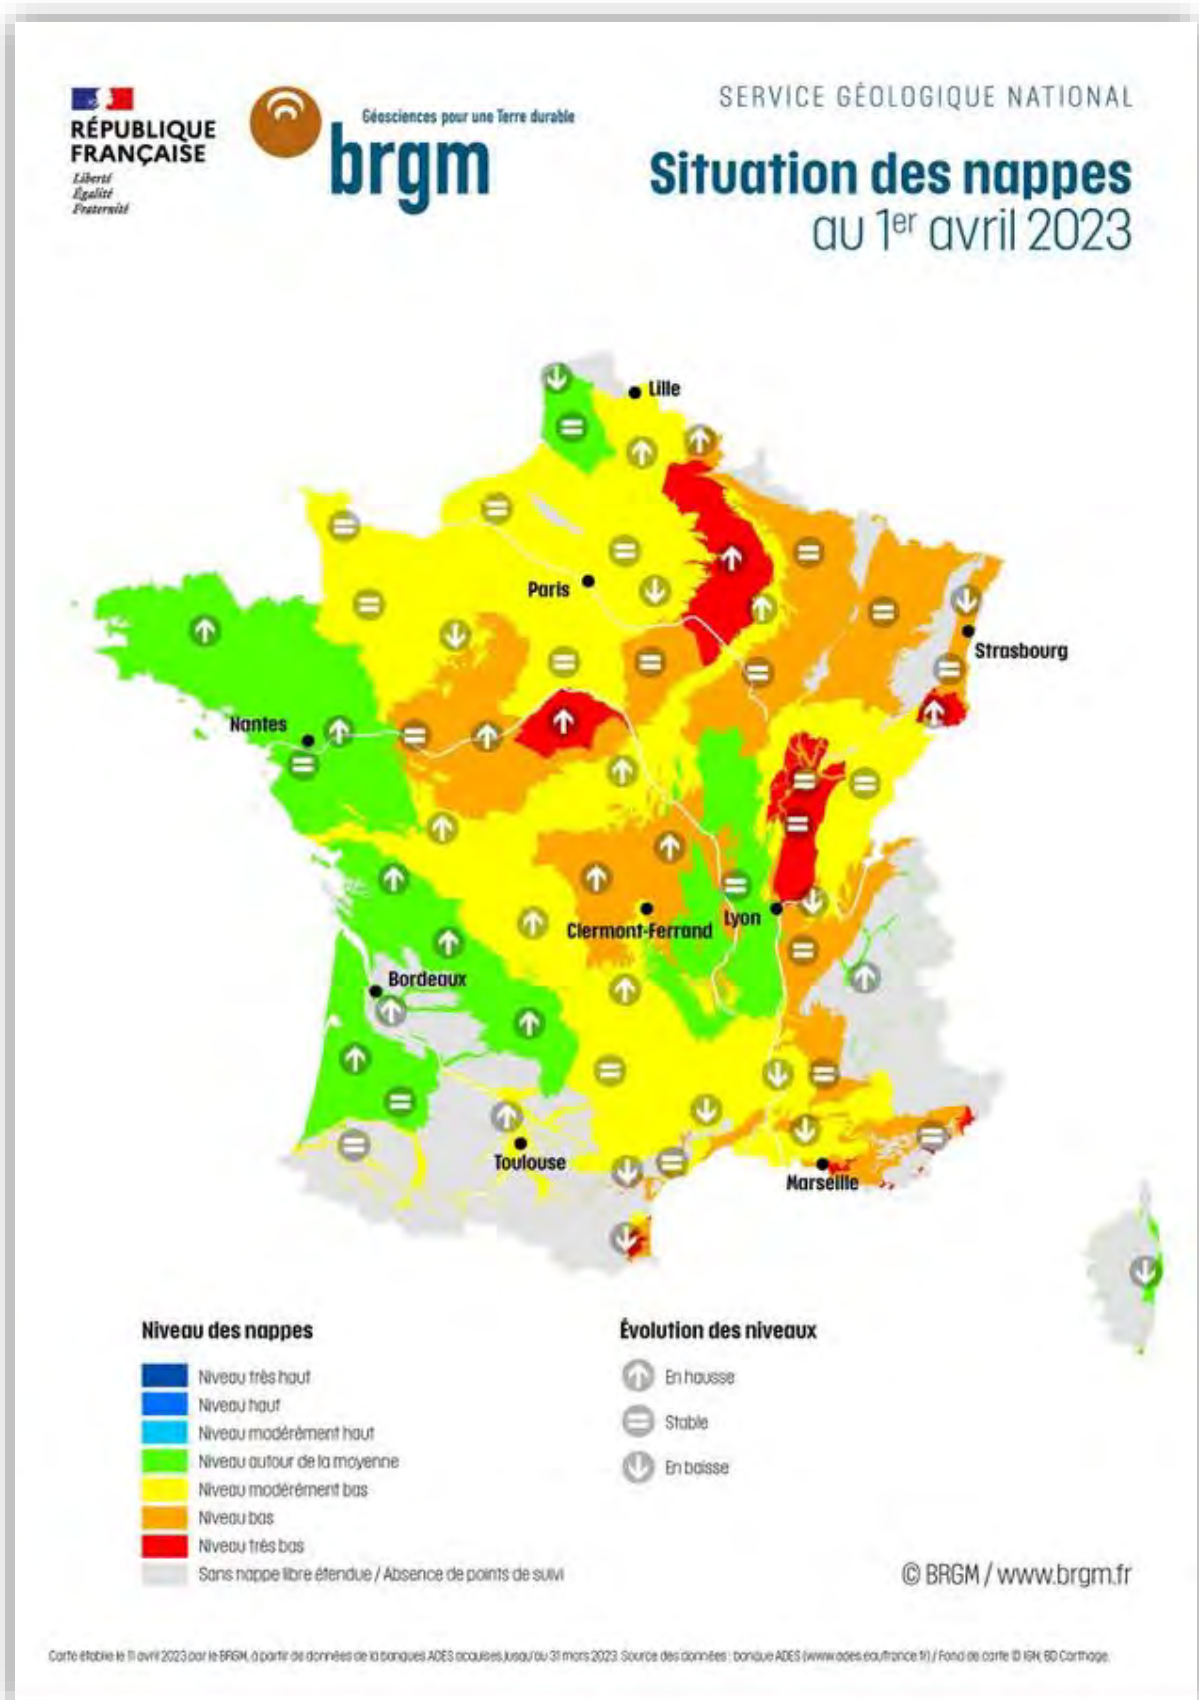 RÉPUBLIQUE
FRANÇAISE
Liberté
Égalité
Fraternité
Géosciences pour une Terre durable
brgm
SERVICE GÉOLOGIQUE NATIONAL
Situation des nappes
au 1er avril 2023
Lille
Paris
Strasbourg
Nantes
Clermont-Ferrand
Lyon
Bordeaux
Toulouse
Marseille
Niveau des nappes
Niveau très haut
Niveau haut
Niveau modérément haut
Niveau autour de la moyenne
Niveau modérément bas
Niveau bas
Niveau très bas
Sans nappe libre étendue / Absence de points de suivi
Évolution des niveaux
En hausse
Stable
En baisse
© BRGM / www.brgm.fr
Carte établie le 11 avril 2023 par le BRGM, à partir de données de la banques ADES acquises jusqu'au 31 mars 2023. Source des données : banque ADES (www.ades.eaufrance.fr) / Fond de carte © IGN, BD Carthage.